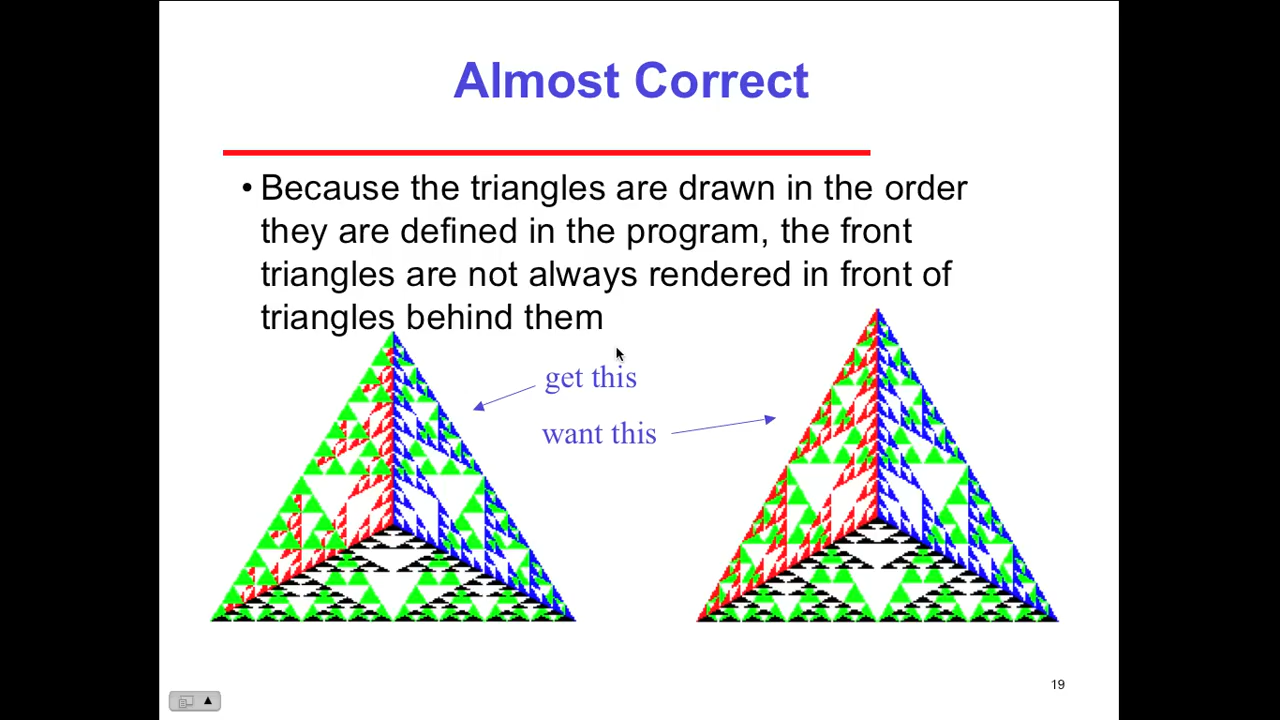 Almost Correct
• Because the triangles are drawn in the order
they are defined in the program, the front
triangles are not always rendered in front of
triangles behind them
get this
want this
19